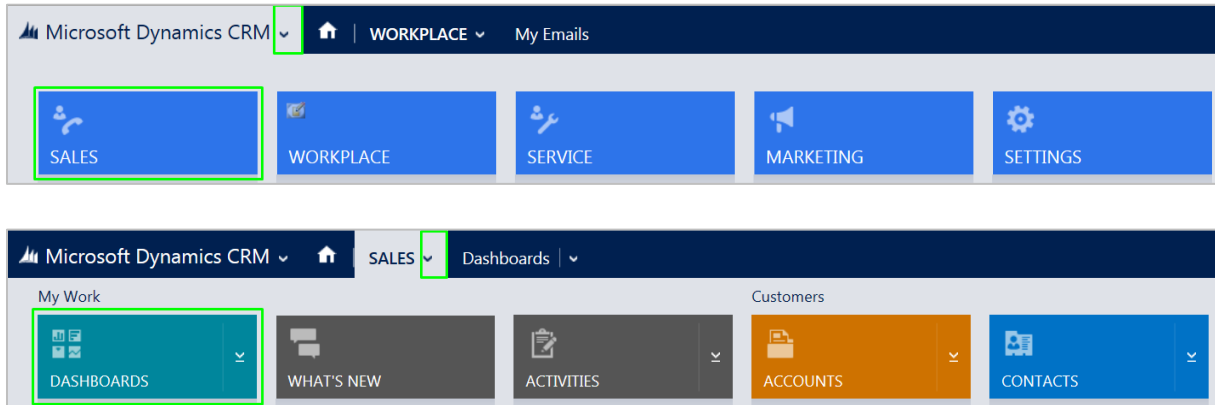 Microsoft Dynamics CRM WORKPLACE My Emails
SALES WORKPLACE SERVICE MARKETING SETTINGS
Microsoft Dynamics CRM SALES Dashboards
My Work Customers
DASHBOARDS WHAT'S NEW ACTIVITIES ACCOUNTS CONTACTS